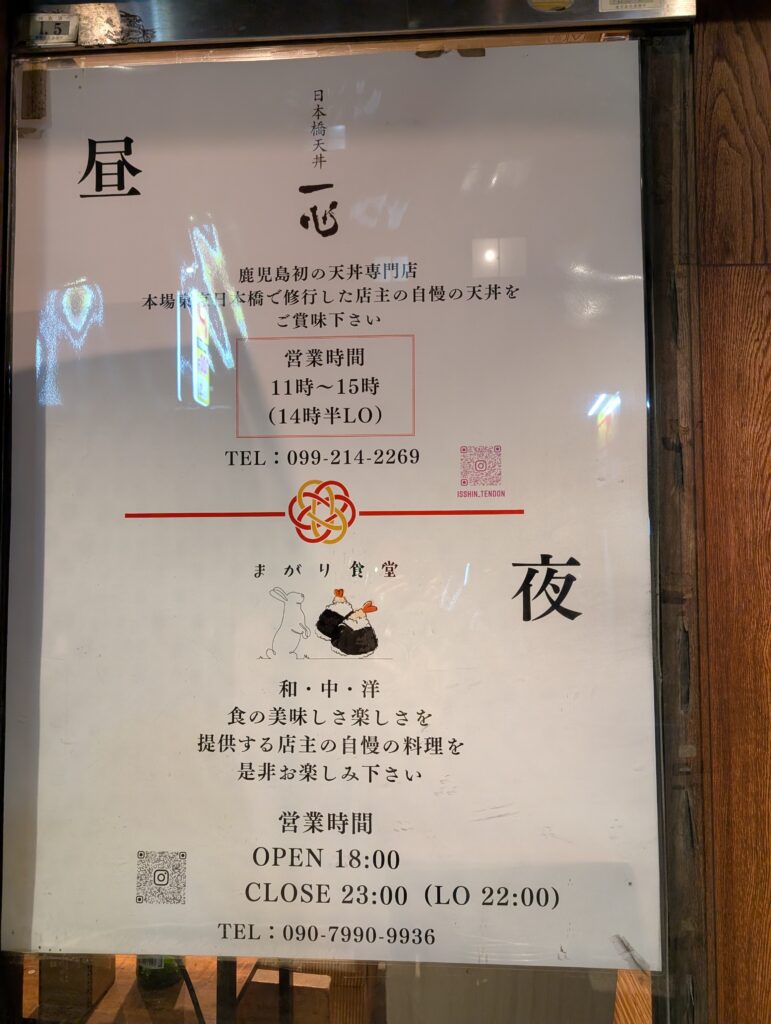 1.5
昼
日本橋天丼
一心
鹿児島初の天丼専門店
本場東京日本橋で修行した店主の自慢の天丼を
ご賞味下さい
営業時間
11時〜15時
（14時半LO）
TEL：099-214-2269
ISSHIN_TENDON
夜
まがり食堂
和・中・洋
食の美味しさ楽しさを
提供する店主の自慢の料理を
是非お楽しみ下さい
営業時間
OPEN 18:00
CLOSE 23:00（LO 22:00）
TEL：090-7990-9936